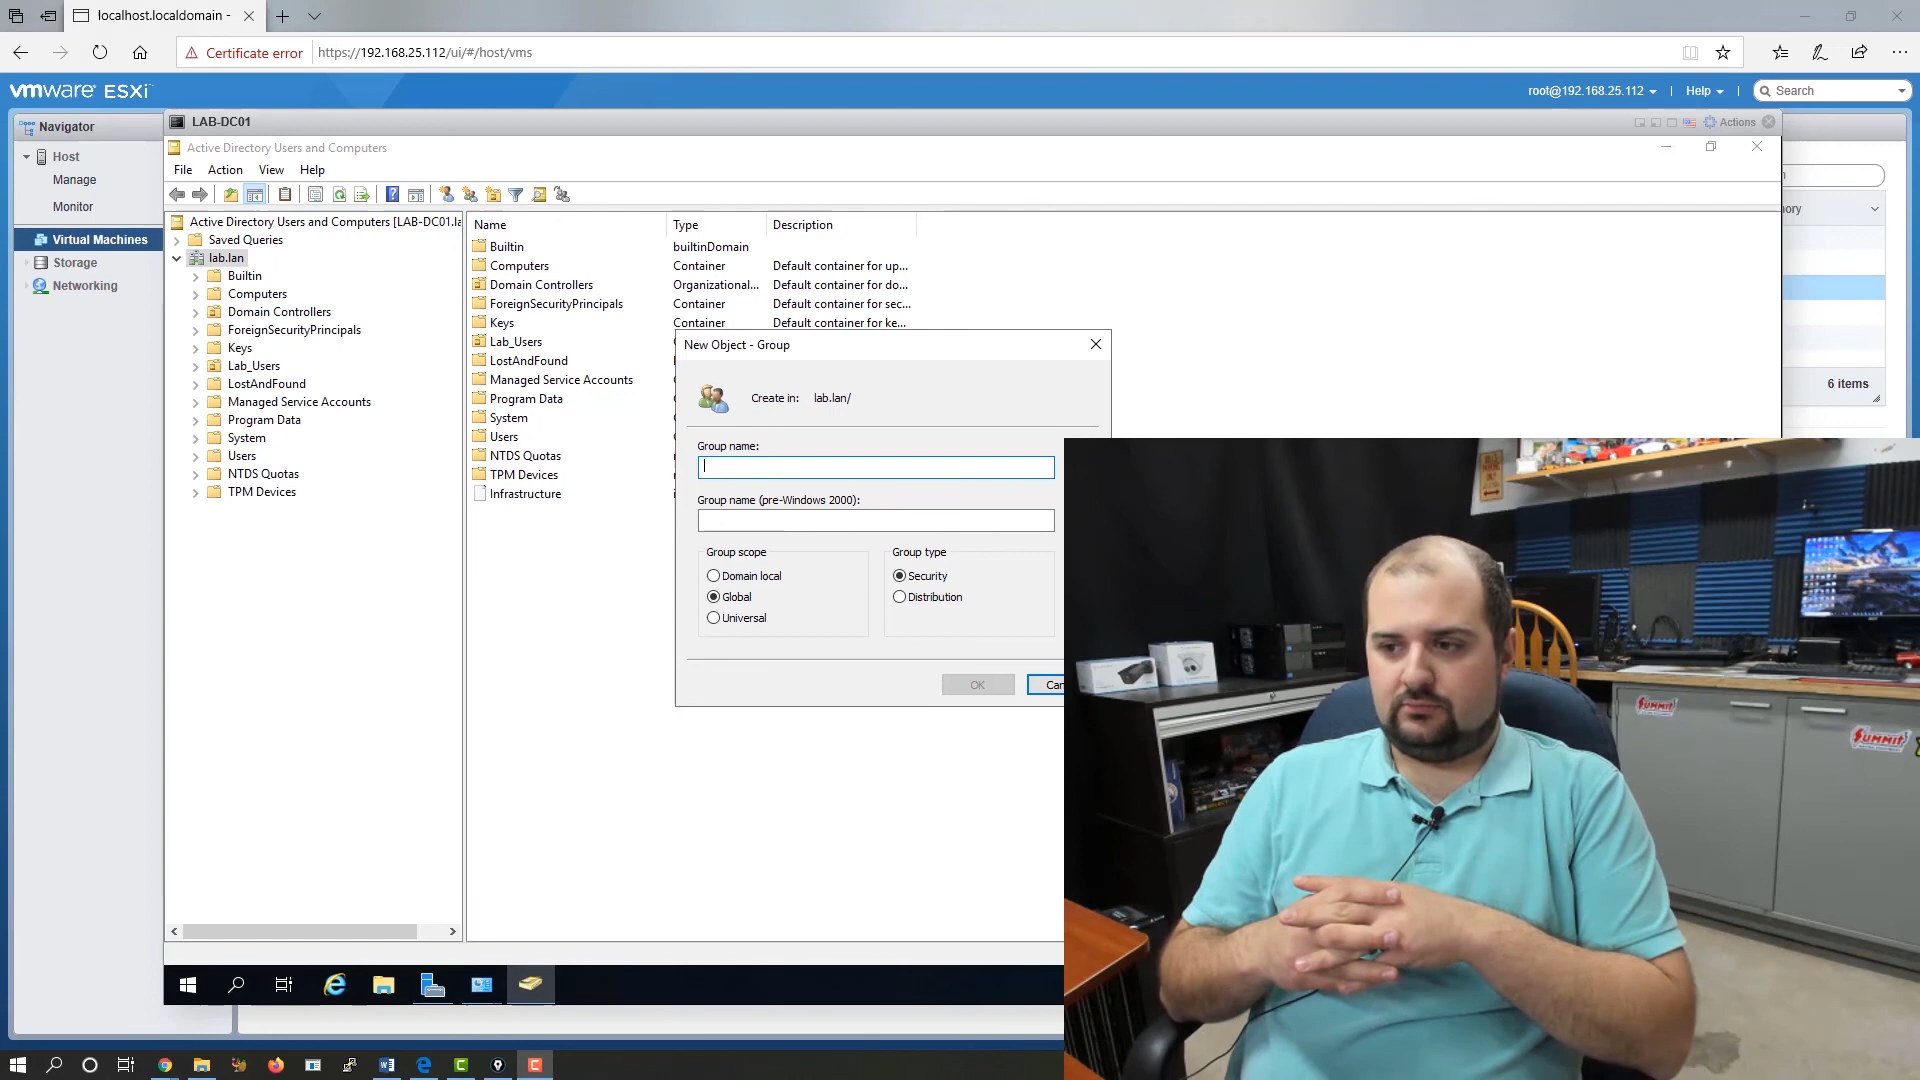 localhost.localdomain -
Certificate error
https://192.168.25.112/ui/#/host/vms
vmware ESXi
root@192.168.25.112
Help
Search
Navigator
Host
Manage
Monitor
Virtual Machines
Storage
Networking
LAB-DC01
Actions
Active Directory Users and Computers
File Action View Help
Active Directory Users and Computers [LAB-DC01.la
Saved Queries
lab.lan
Builtin
Computers
Domain Controllers
ForeignSecurityPrincipals
Keys
Lab_Users
LostAndFound
Managed Service Accounts
Program Data
System
Users
NTDS Quotas
TPM Devices
Name Type Description
Builtin builtinDomain
Computers Container Default container for up...
Domain Controllers Organizational... Default container for do...
ForeignSecurityPrincipals Container Default container for sec...
Keys Container Default container for ke...
Lab_Users
LostAndFound
Managed Service Accounts
Program Data
System
Users
NTDS Quotas
TPM Devices
Infrastructure
New Object - Group
Create in: lab.lan/
Group name:
Group name (pre-Windows 2000):
Group scope
Domain local
Global
Universal
Group type
Security
Distribution
OK
Can
ory
6 items
SUMMIT
SUMMIT